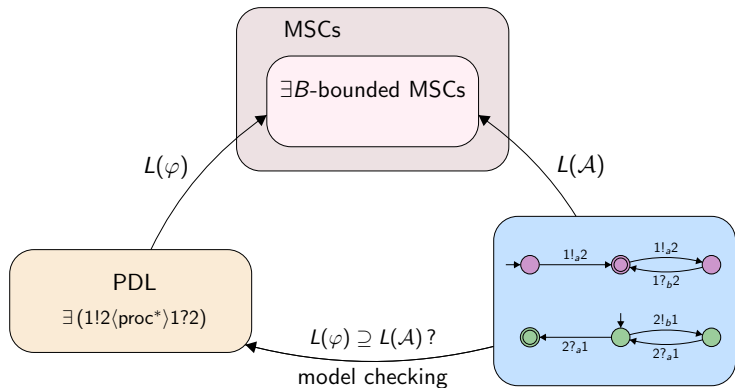 MSCs
∃B-bounded MSCs
L(φ)
L(𝒜)
PDL
∃ (1!2⟨proc*⟩1?2)
1!ₐ2
1!ₐ2
1?_b2
2!_b1
2?ₐ1
2?ₐ1
L(φ) ⊇ L(𝒜) ?
model checking